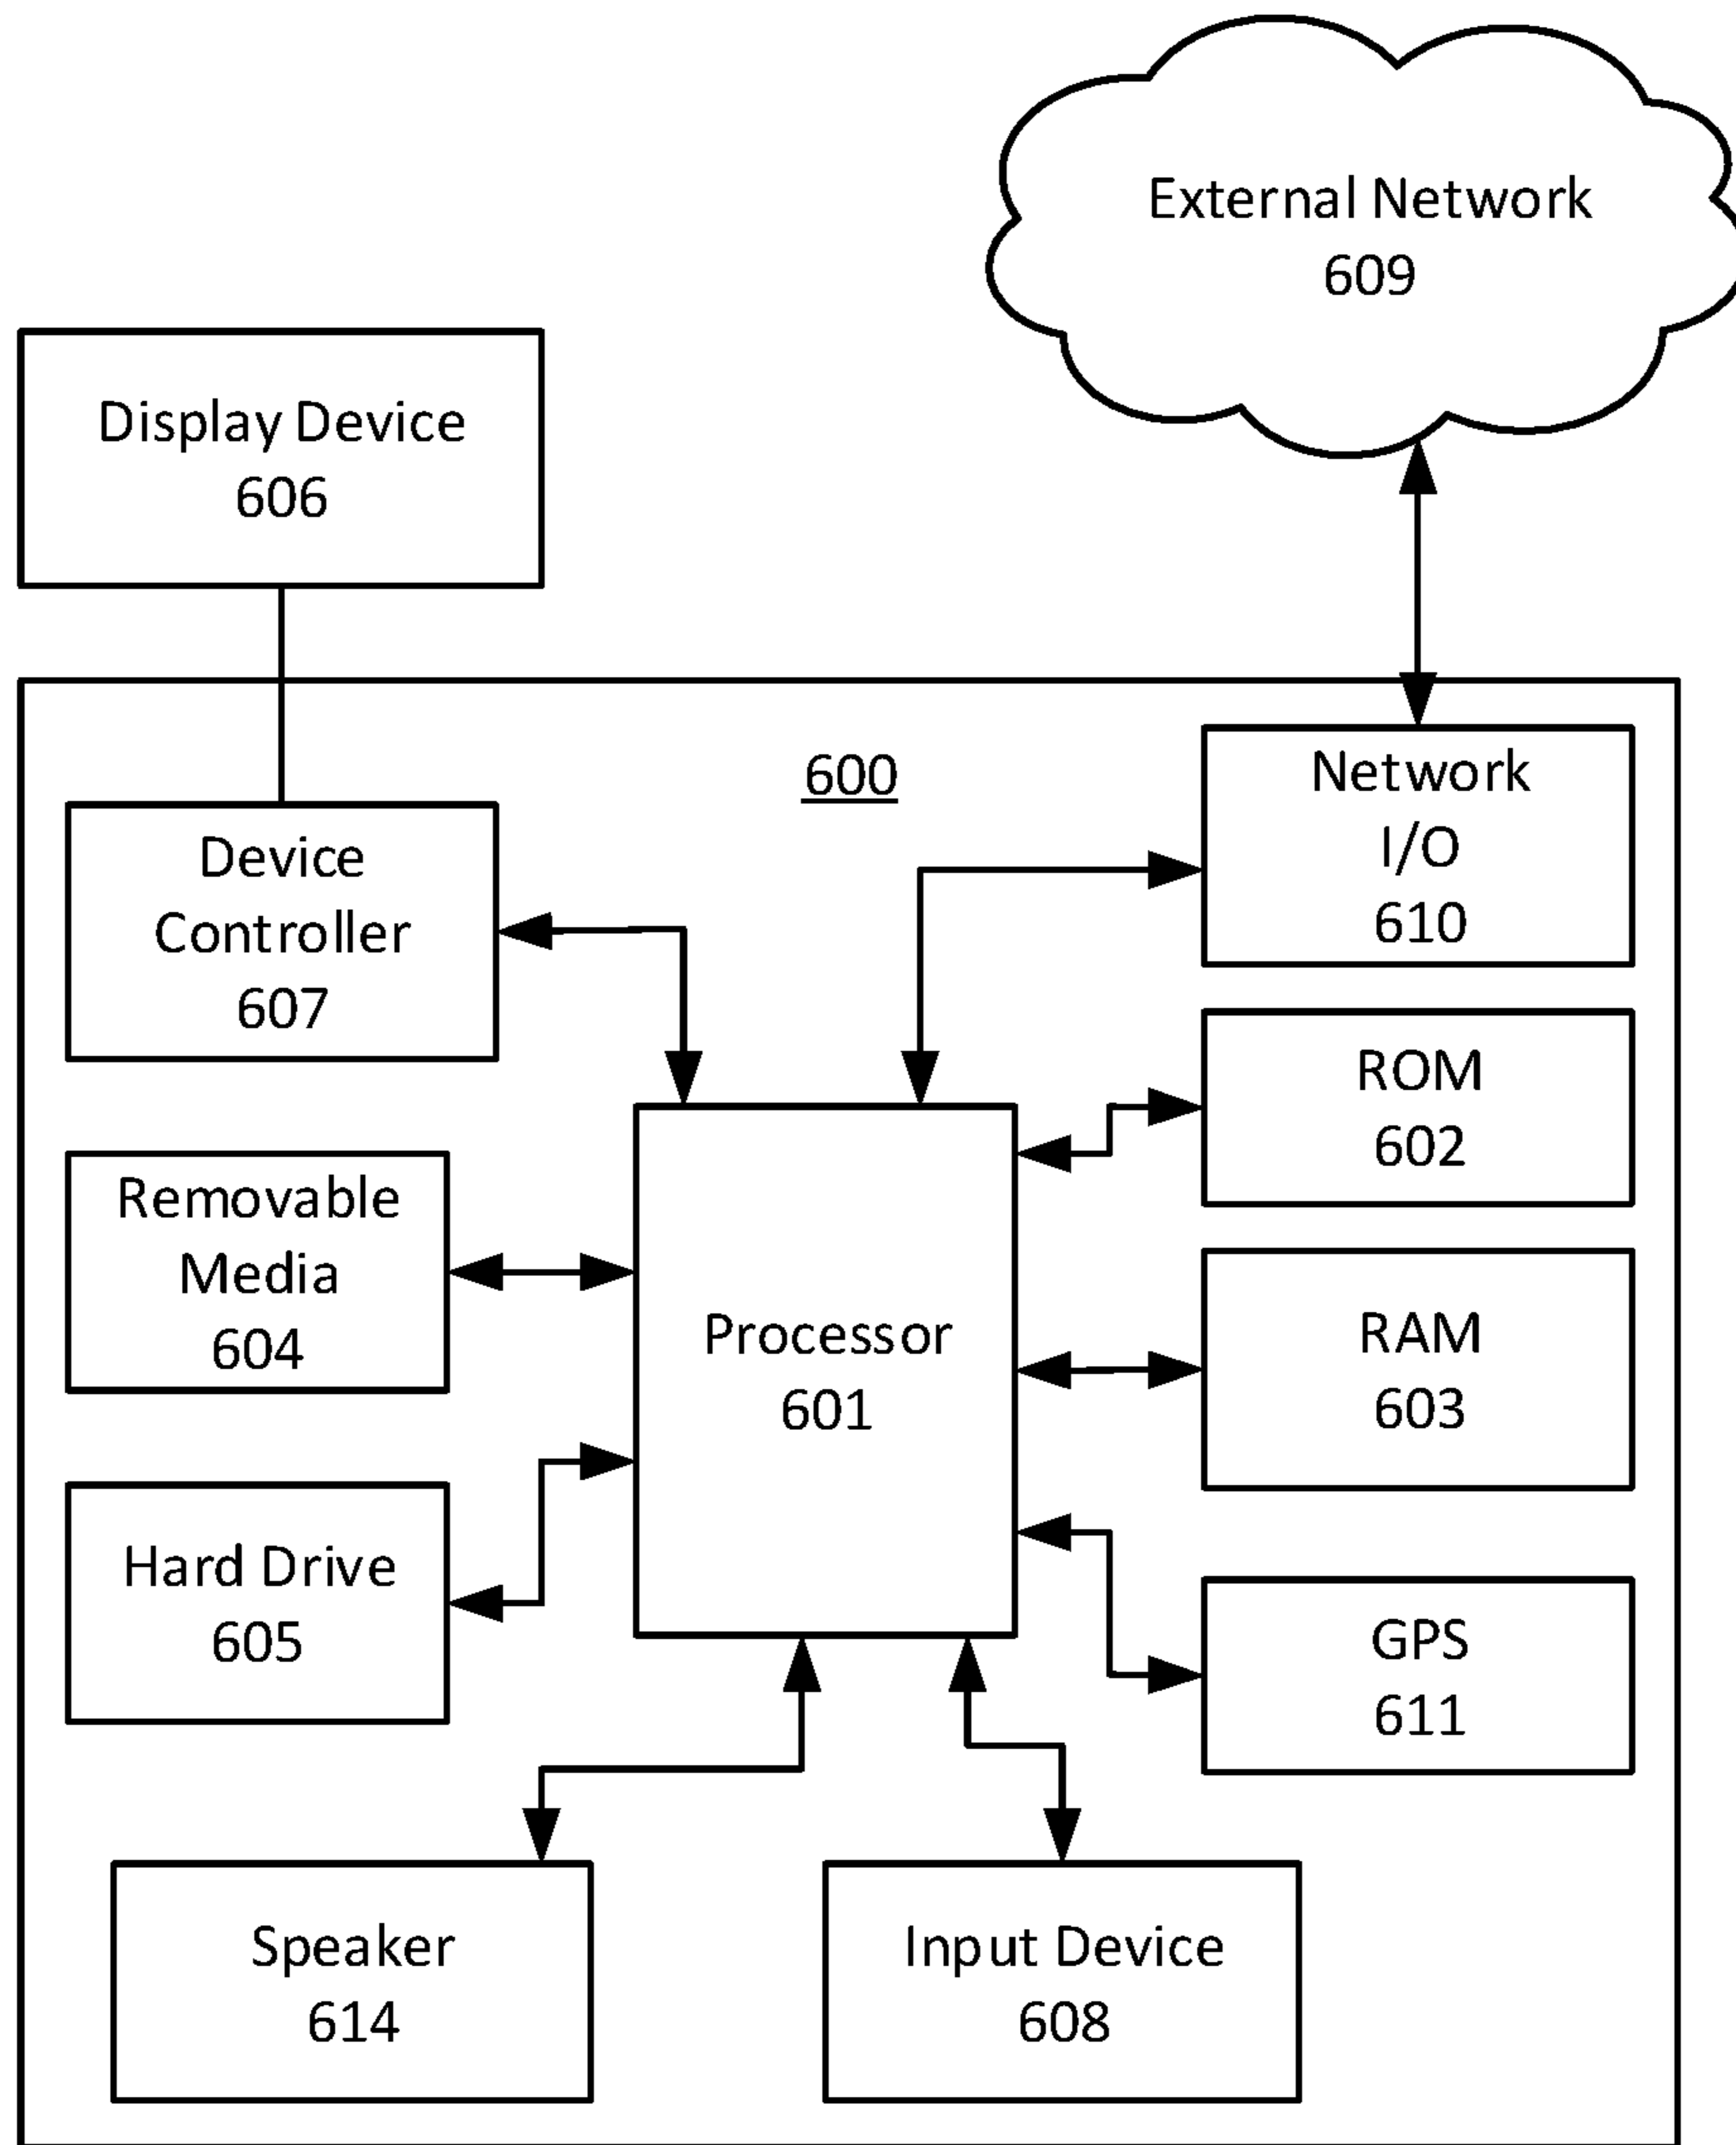 External Network
609
Display Device
606
600
Network
I/O
610
Device
Controller
607
ROM
602
Removable
Media
604
Processor
601
RAM
603
Hard Drive
605
GPS
611
Speaker
614
Input Device
608